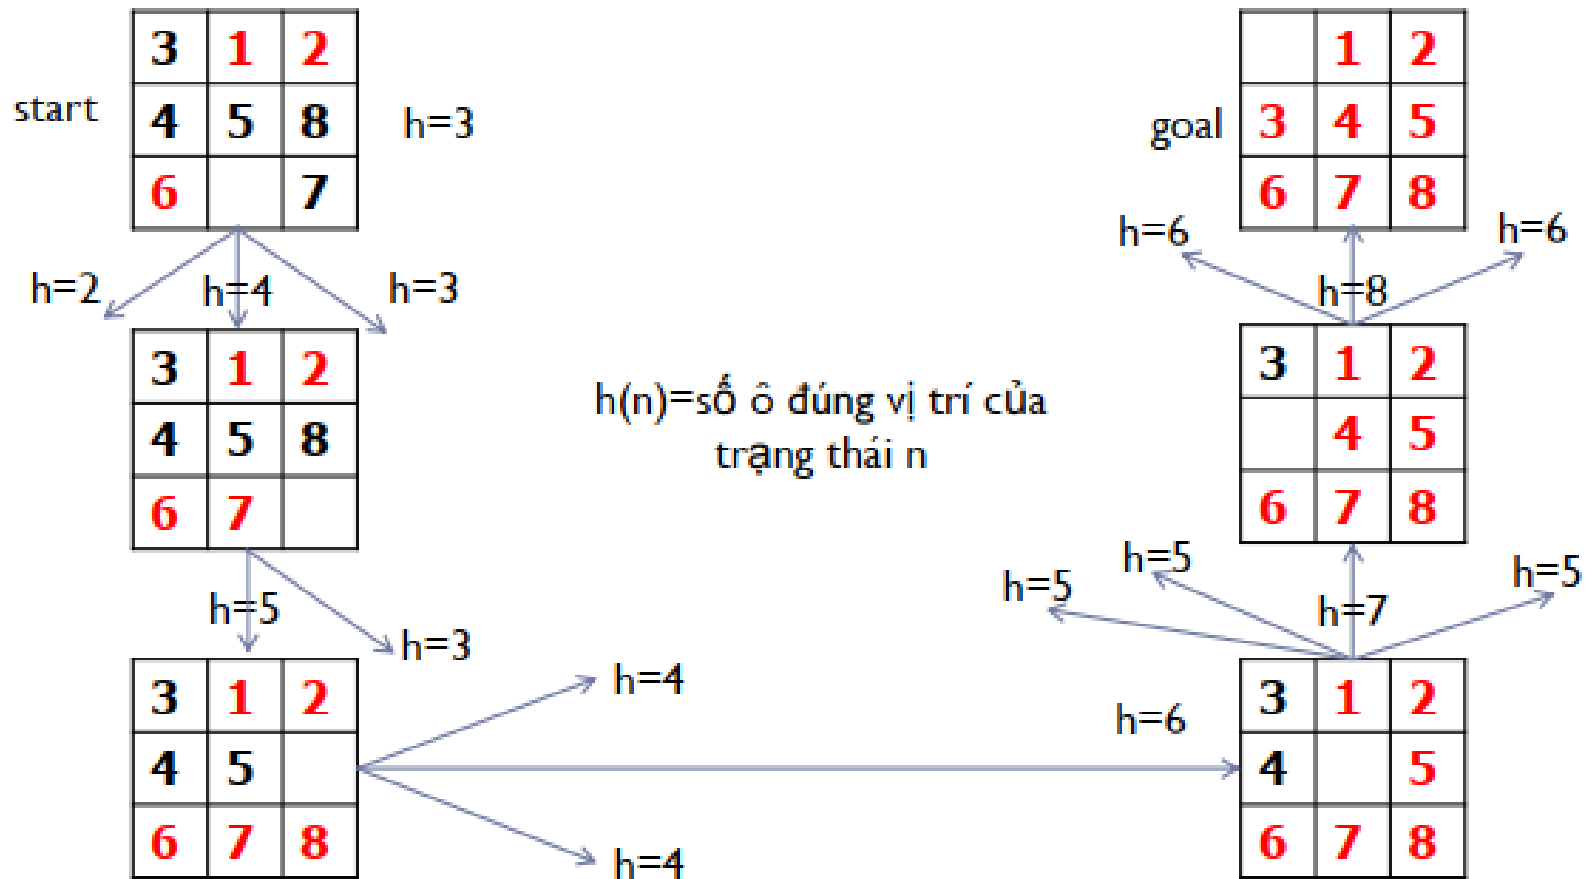 3 1 2
start 4 5 8 h=3
6 7
h=2 h=4 h=3
3 1 2
4 5 8
6 7
h=5
h=3
3 1 2
4 5
6 7 8
h=4
h=4
h(n)=số ô đúng vị trí của
trạng thái n
1 2
goal 3 4 5
6 7 8
h=6 h=8 h=6
3 1 2
4 5
6 7 8
h=5 h=5 h=7 h=5
h=6
3 1 2
4 5
6 7 8